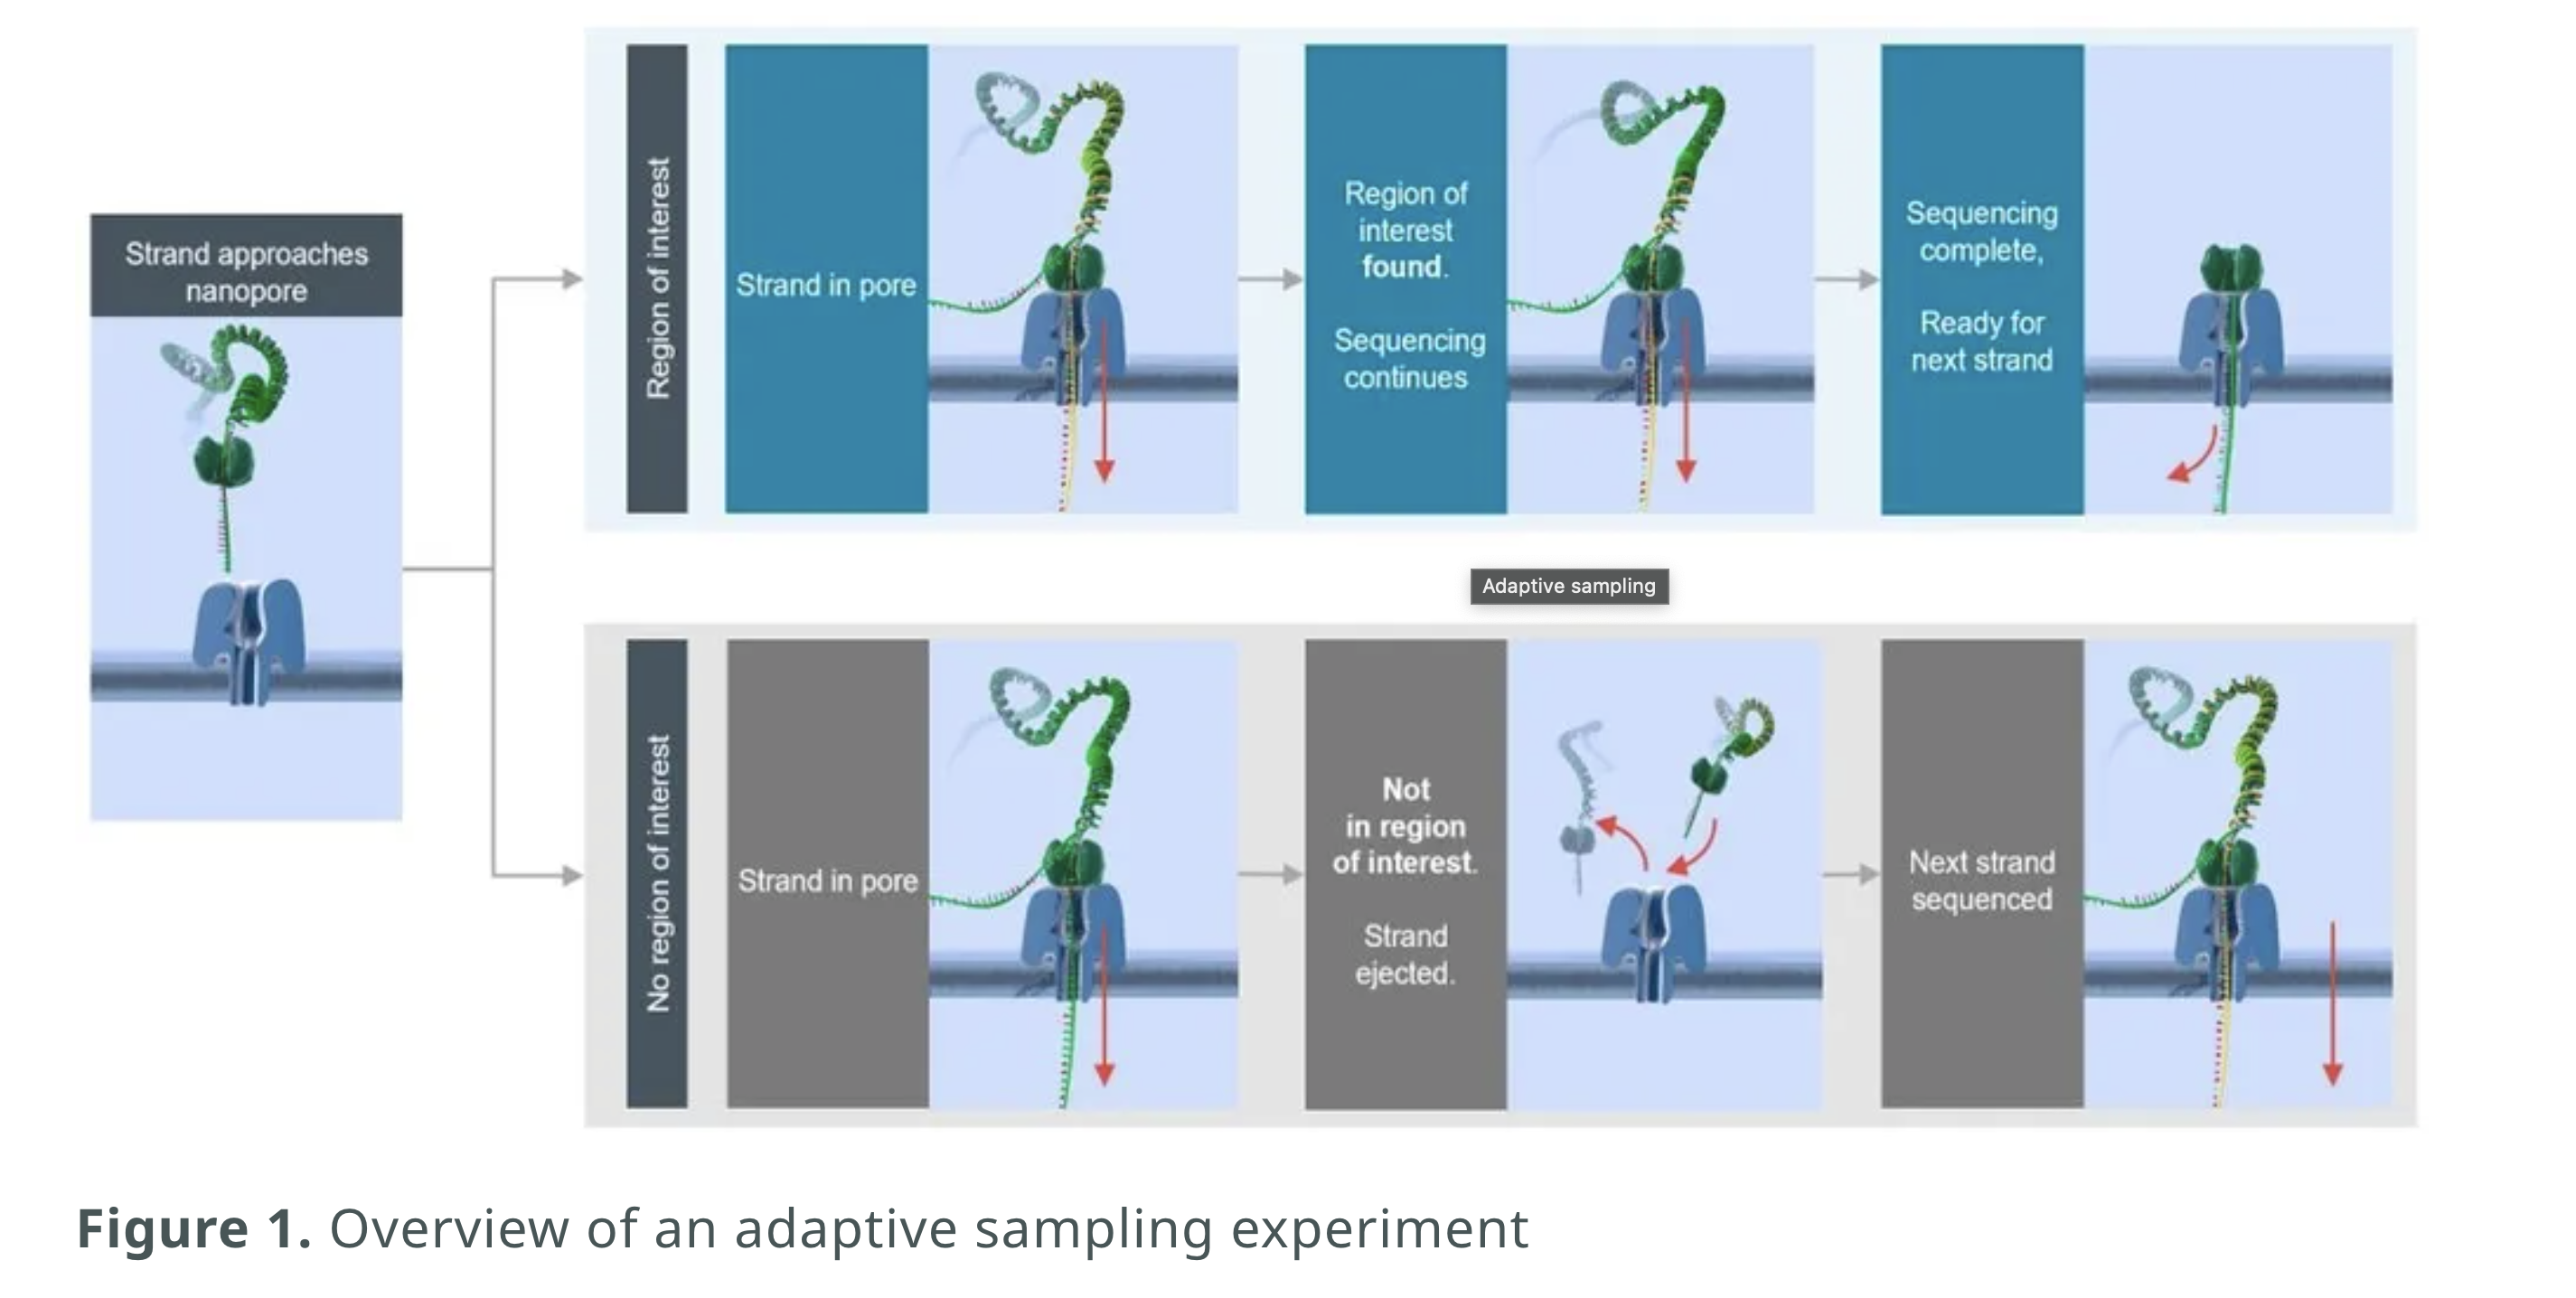 Strand approaches
nanopore
Region of interest
Strand in pore
Region of
interest
found.
Sequencing
continues
Sequencing
complete,
Ready for
next strand
Adaptive sampling
No region of interest
Strand in pore
Not
in region
of interest.
Strand
ejected.
Next strand
sequenced
Figure 1. Overview of an adaptive sampling experiment